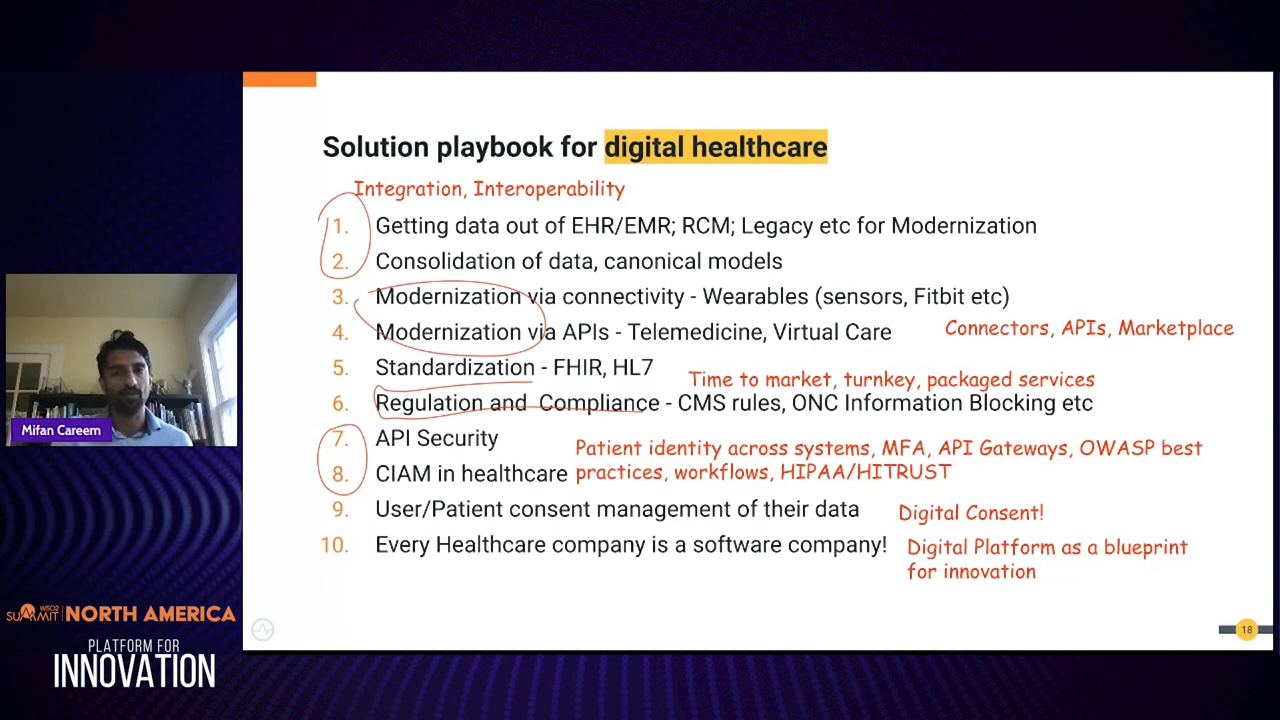 Solution playbook for digital healthcare
Integration, Interoperability
1. Getting data out of EHR/EMR; RCM; Legacy etc for Modernization
2. Consolidation of data, canonical models
3. Modernization via connectivity - Wearables (sensors, Fitbit etc)
4. Modernization via APIs - Telemedicine, Virtual Care
Connectors, APIs, Marketplace
5. Standardization - FHIR, HL7
Time to market, turnkey, packaged services
6. Regulation and Compliance - CMS rules, ONC Information Blocking etc
7. API Security
8. CIAM in healthcare
Patient identity across systems, MFA, API Gateways, OWASP best
practices, workflows, HIPAA/HITRUST
9. User/Patient consent management of their data
Digital Consent!
10. Every Healthcare company is a software company!
Digital Platform as a blueprint
for innovation
18
Mifan Careem
WSO2
SUMMIT NORTH AMERICA
PLATFORM FOR
INNOVATION